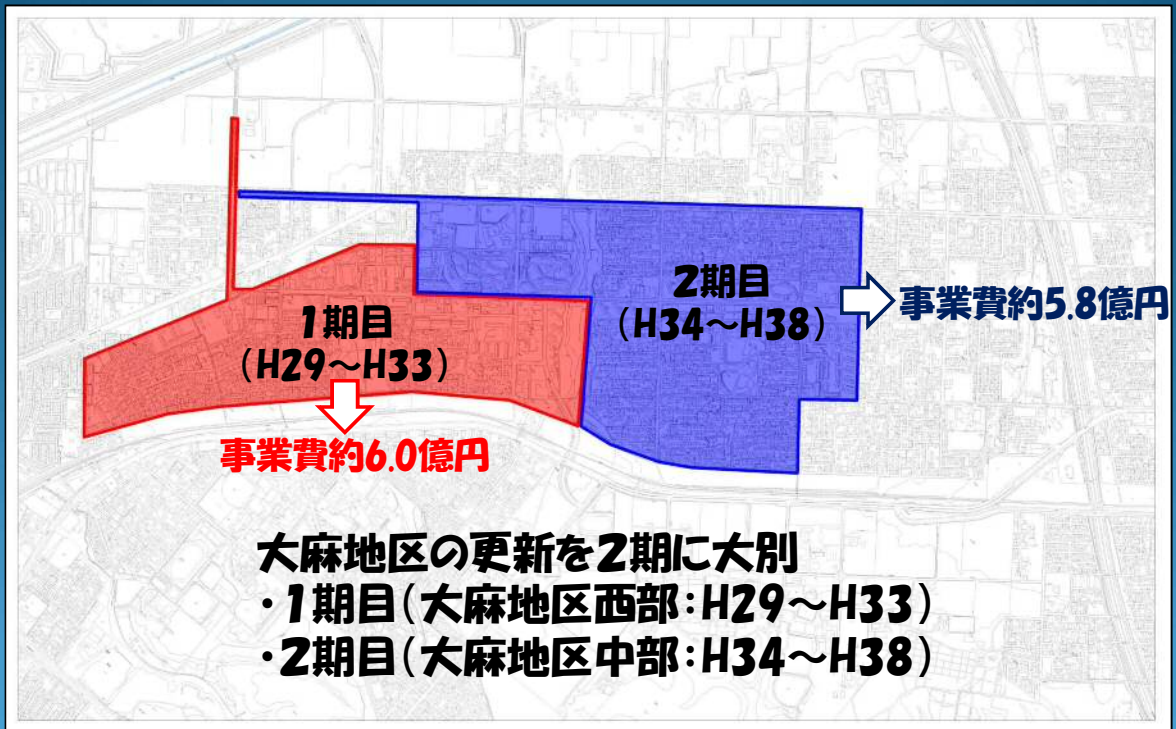 2期目
(H34～H38)
事業費約5.8億円
1期目
(H29～H33)
事業費約6.0億円
大麻地区の更新を2期に大別
・1期目(大麻地区西部:H29～H33)
・2期目(大麻地区中部:H34～H38)